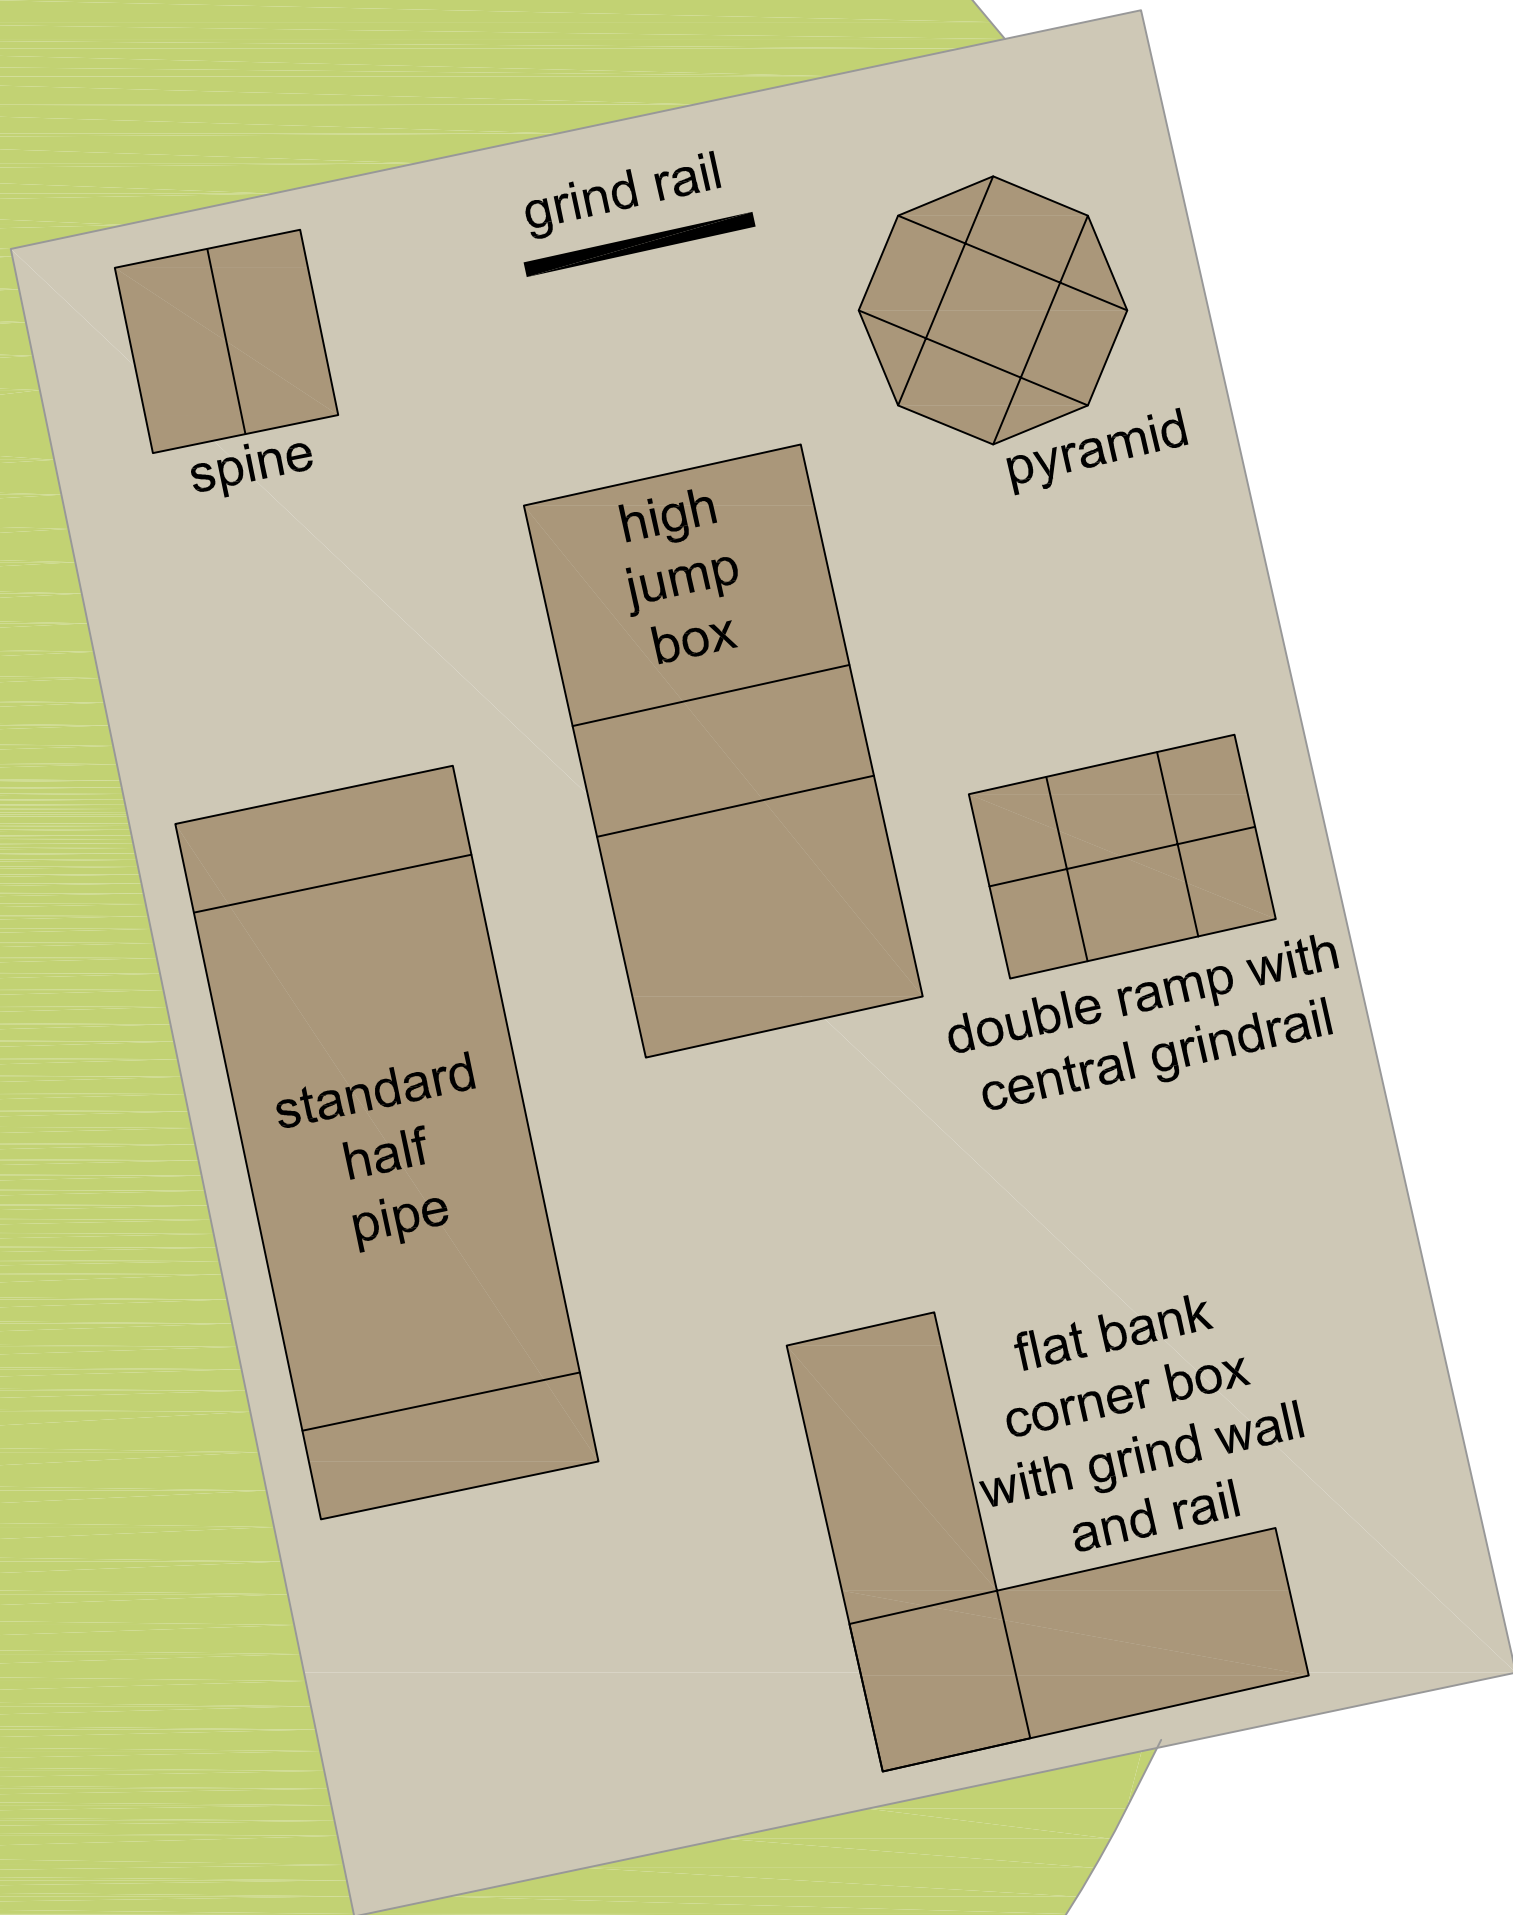 grind rail
spine
pyramid
high
jump
box
double ramp with
central grindrail
standard
half
pipe
flat bank
corner box
with grind wall
and rail